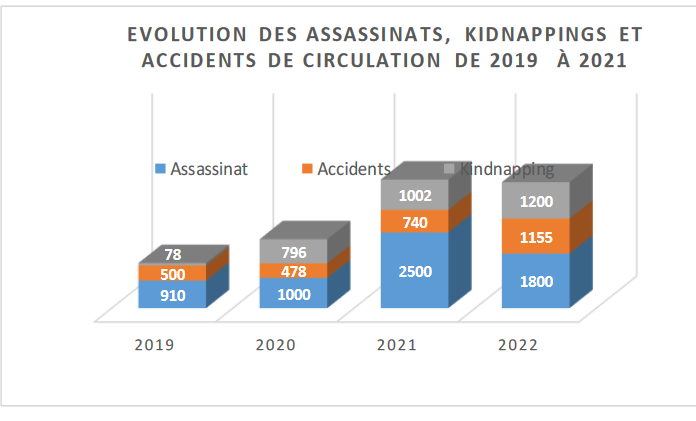 EVOLUTION DES ASSASSINATS, KIDNAPPINGS ET
ACCIDENTS DE CIRCULATION DE 2019 À 2021
Assassinat Accidents Kindnapping
1002 1200
740 1155
78 796
500 478 2500 1800
910 1000
2019 2020 2021 2022